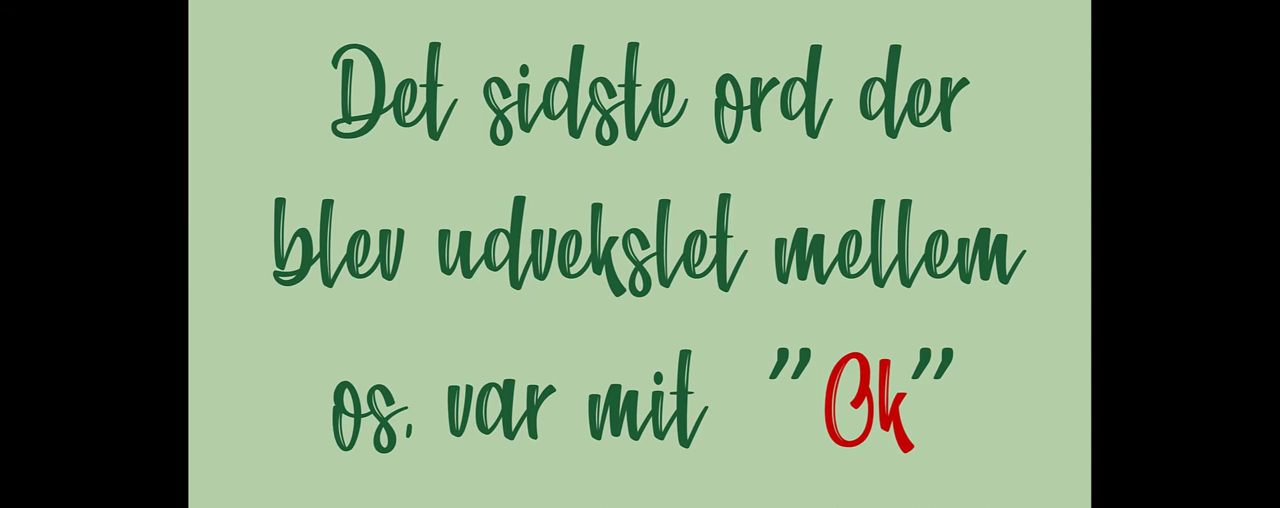 Det sidste ord der
blev udvekslet mellem
os, var mit "Ok"